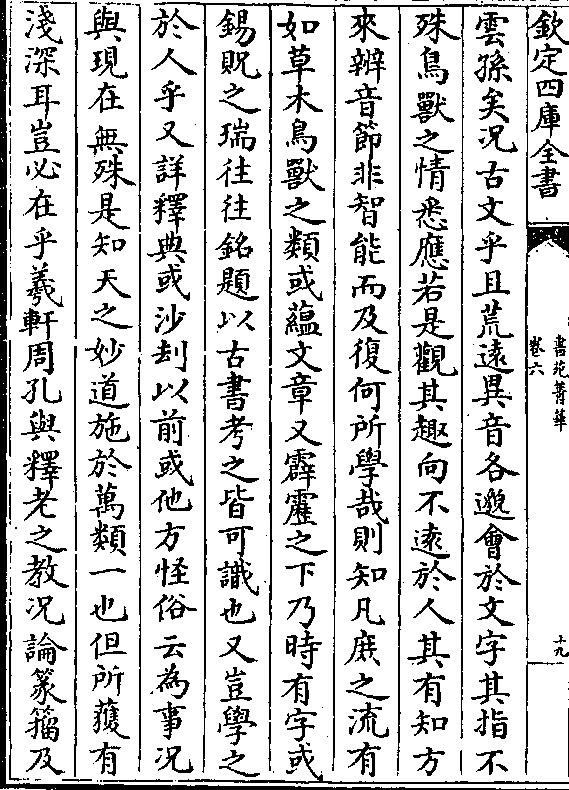 欽定四庫全書
書苑菁華
卷六
十九
雲孫矣况古文乎且荒逺異音各邈會於文字其指不
殊鳥獸之情悉應若是觀其趣向不逺於人其有知方
來辨音節非智能而及復何所學哉則知凡庶之流有
如草木鳥獸之類或藴文章又霹靂之下乃時有字或
錫貺之瑞往往銘題以古書考之皆可識也又豈學之
於人乎又詳釋典或沙刦以前或他方怪俗云為事况
與現在無殊是知天之妙道施於萬類一也但所蘊有
淺深耳豈必在乎羲軒周孔與釋老之教况論篆籀及